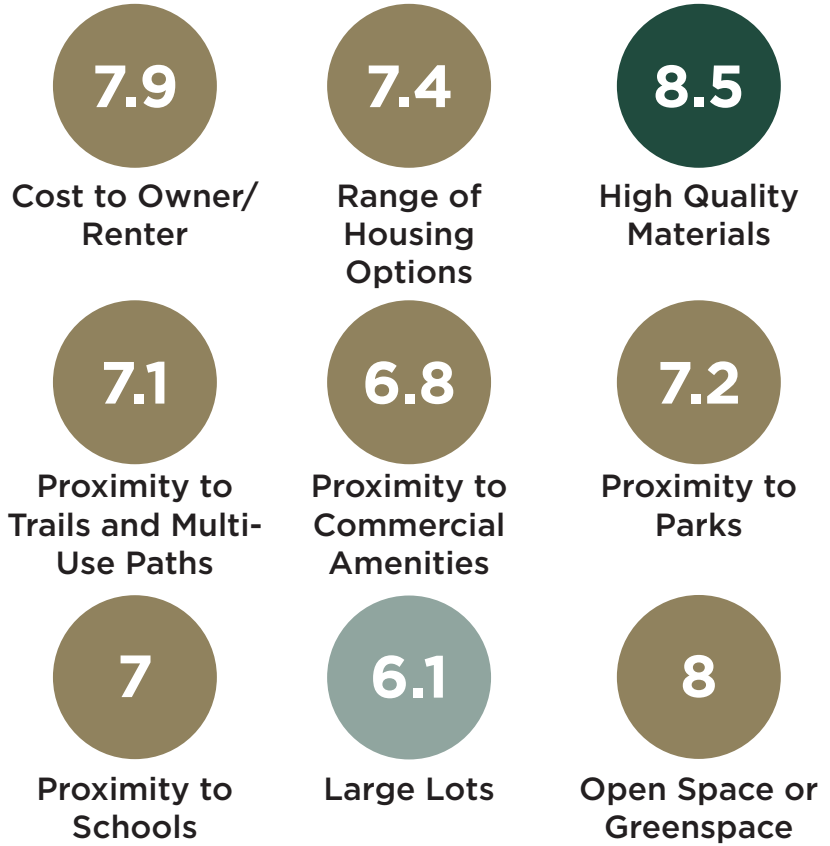 7.9
Cost to Owner/
Renter
7.4
Range of
Housing
Options
8.5
High Quality
Materials
7.1
Proximity to
Trails and Multi-
Use Paths
6.8
Proximity to
Commercial
Amenities
7.2
Proximity to
Parks
7
Proximity to
Schools
6.1
Large Lots
8
Open Space or
Greenspace